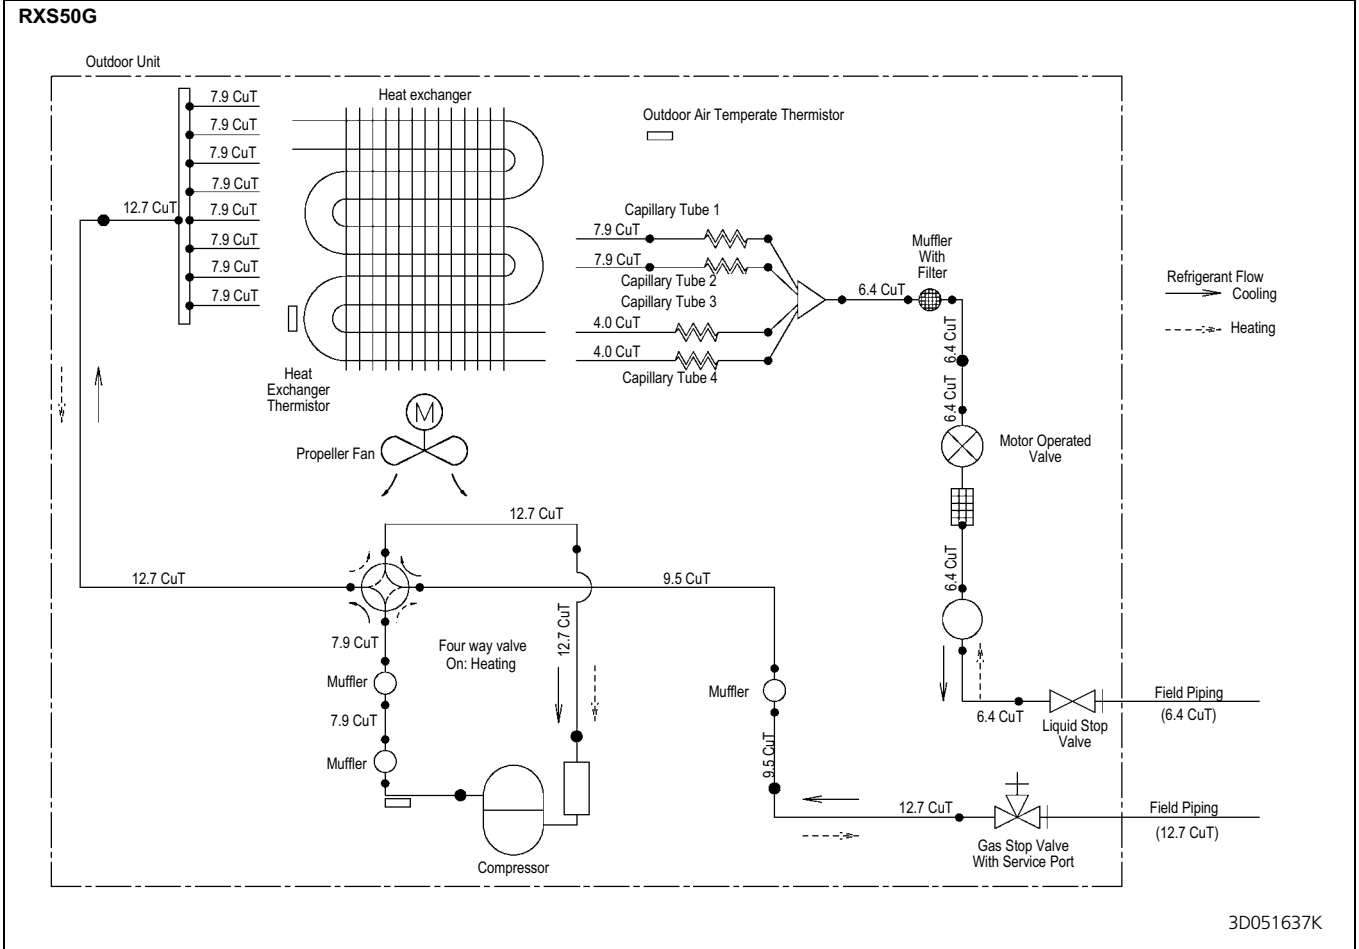 RXS50G
Outdoor Unit
7.9 CuT
7.9 CuT
7.9 CuT
7.9 CuT
7.9 CuT
7.9 CuT
7.9 CuT
7.9 CuT
12.7 CuT
Heat exchanger
Outdoor Air Temperate Thermistor
Heat
Exchanger
Thermistor
Capillary Tube 1
7.9 CuT
7.9 CuT
Capillary Tube 2
Capillary Tube 3
4.0 CuT
4.0 CuT
Capillary Tube 4
6.4 CuT
Muffler
With
Filter
6.4 CuT
6.4 CuT
Refrigerant Flow
Cooling
Heating
M
Propeller Fan
Motor Operated
Valve
12.7 CuT
12.7 CuT
9.5 CuT
6.4 CuT
7.9 CuT
Four way valve
On: Heating
12.7 CuT
Muffler
7.9 CuT
Muffler
Muffler
9.5 CuT
6.4 CuT
Liquid Stop
Valve
Field Piping
(6.4 CuT)
Compressor
12.7 CuT
Gas Stop Valve
With Service Port
Field Piping
(12.7 CuT)
3D051637K